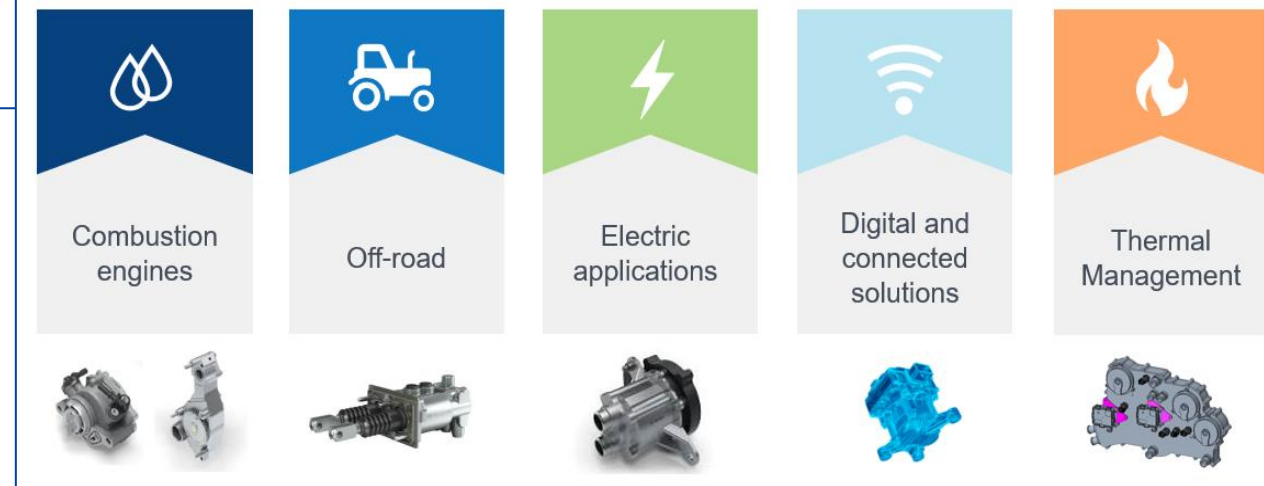 Combustion
engines
Off-road
Electric
applications
Digital and
connected
solutions
Thermal
Management